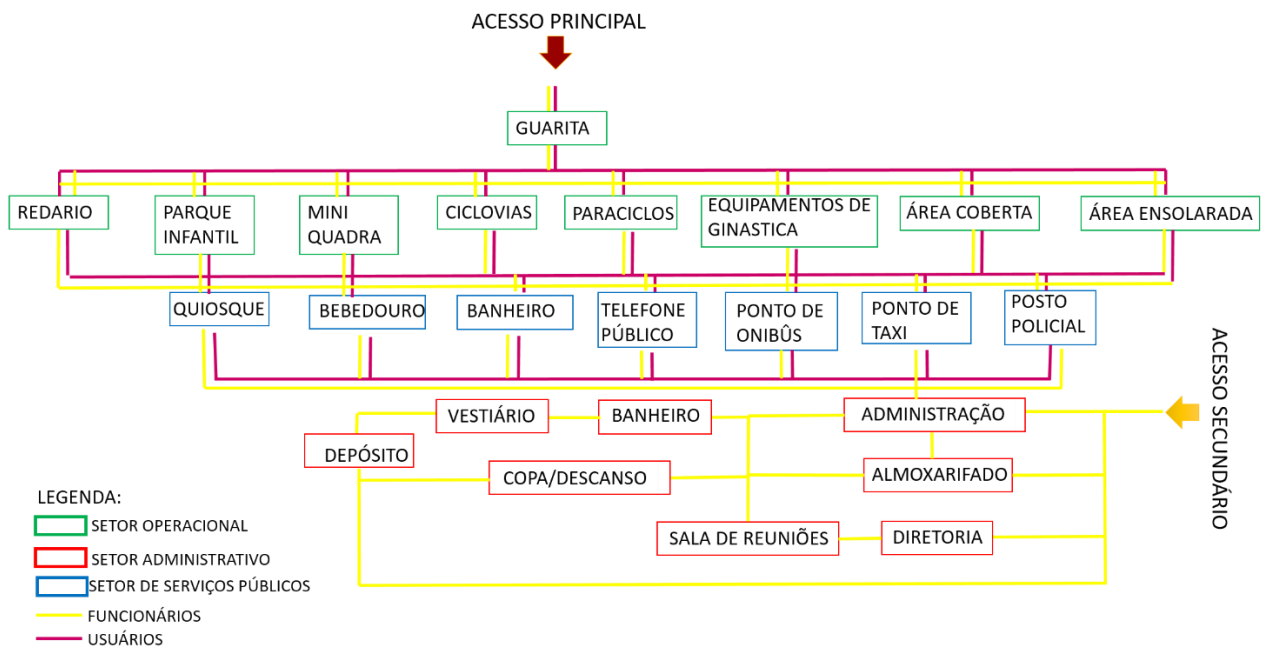 ACESSO PRINCIPAL
GUARITA
REDARIO
PARQUE
INFANTIL
MINI
QUADRA
CICLOVIAS
PARACICLOS
EQUIPAMENTOS DE
GINASTICA
ÁREA COBERTA
ÁREA ENSOLARADA
QUIOSQUE
BEBEDOURO
BANHEIRO
TELEFONE
PÚBLICO
PONTO DE
ONIBÛS
PONTO DE
TAXI
POSTO
POLICIAL
ACESSO SECUNDÁRIO
VESTIÁRIO
BANHEIRO
ADMINISTRAÇÃO
DEPÓSITO
COPA/DESCANSO
ALMOXARIFADO
SALA DE REUNIÕES
DIRETORIA
LEGENDA:
SETOR OPERACIONAL
SETOR ADMINISTRATIVO
SETOR DE SERVIÇOS PÚBLICOS
FUNCIONÁRIOS
USUÁRIOS